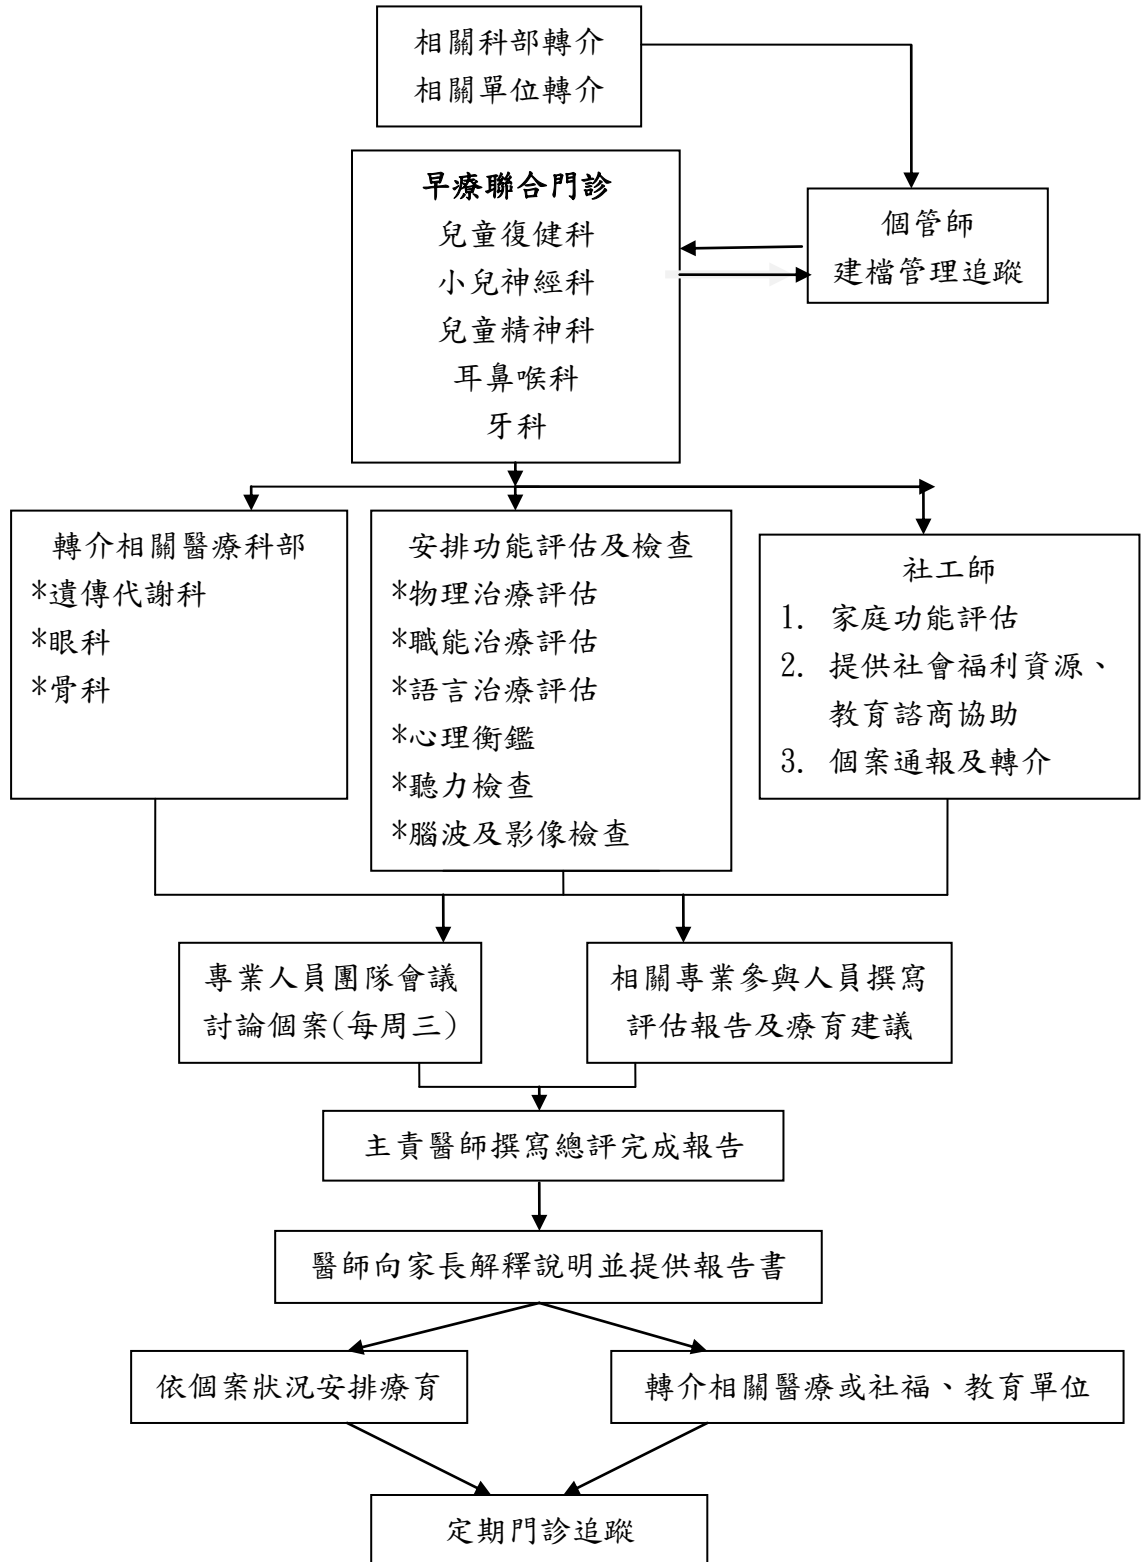 相關科部轉介
相關單位轉介
早療聯合門診
兒童復健科
小兒神經科
兒童精神科
耳鼻喉科
牙科
個管師
建檔管理追蹤
轉介相關醫療科部
*遺傳代謝科
*眼科
*骨科
安排功能評估及檢查
*物理治療評估
*職能治療評估
*語言治療評估
*心理衡鑑
*聽力檢查
*腦波及影像檢查
社工師
1. 家庭功能評估
2. 提供社會福利資源、
教育諮商協助
3. 個案通報及轉介
專業人員團隊會議
討論個案(每周三)
相關專業參與人員撰寫
評估報告及療育建議
主責醫師撰寫總評完成報告
醫師向家長解釋說明並提供報告書
依個案狀況安排療育
轉介相關醫療或社福、教育單位
定期門診追蹤